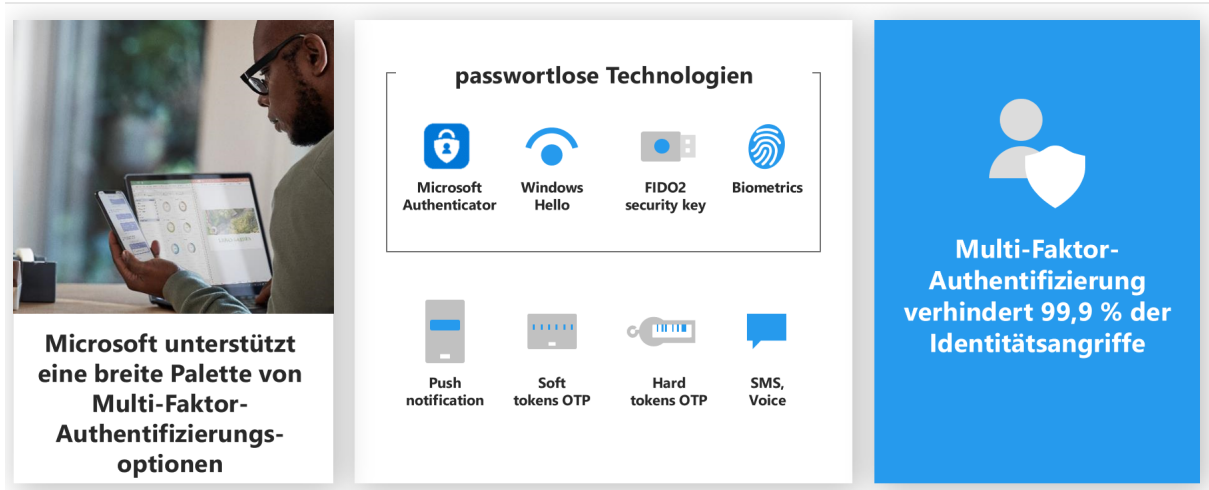 Microsoft unterstützt
eine breite Palette von
Multi-Faktor-
Authentifizierungs-
optionen
passwortlose Technologien
Microsoft
Authenticator
Windows
Hello
FIDO2
security key
Biometrics
Push
notification
Soft
tokens OTP
Hard
tokens OTP
SMS,
Voice
Multi-Faktor-
Authentifizierung
verhindert 99,9 % der
Identitätsangriffe